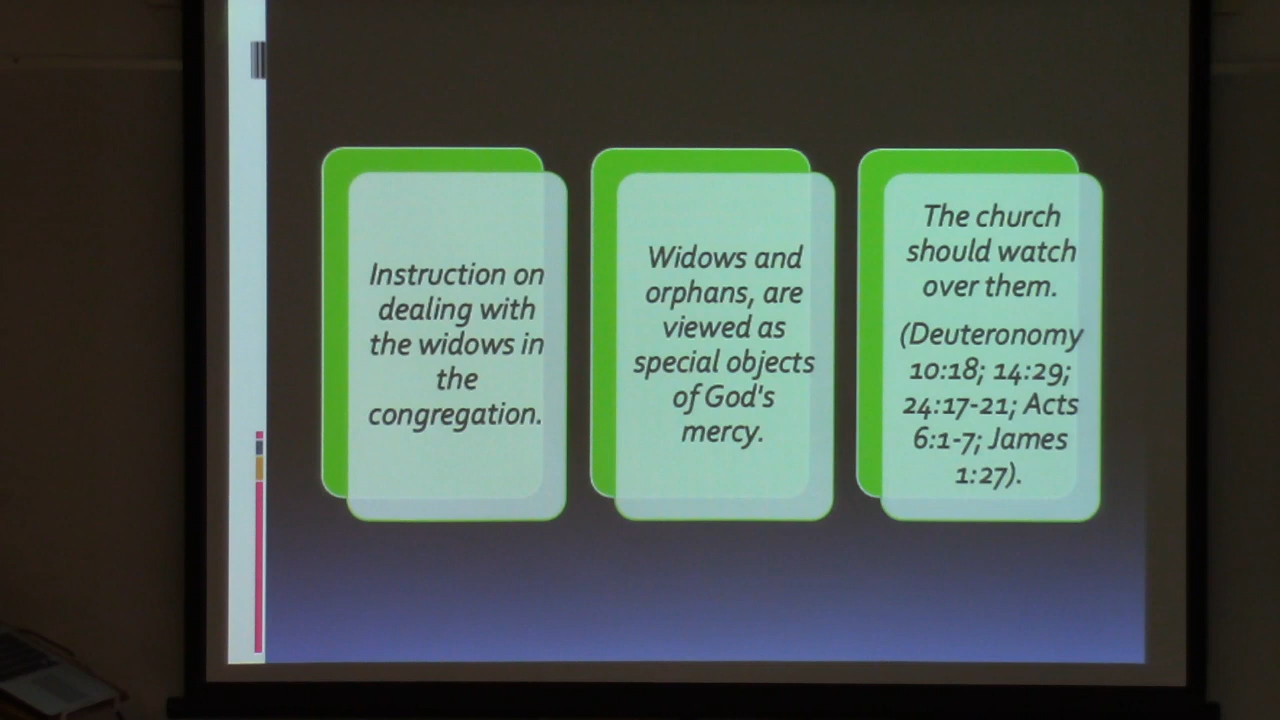 Instruction on
dealing with
the widows in
the
congregation.
Widows and
orphans, are
viewed as
special objects
of God's
mercy.
The church
should watch
over them.
(Deuteronomy
10:18; 14:29;
24:17-21; Acts
6:1-7; James
1:27).